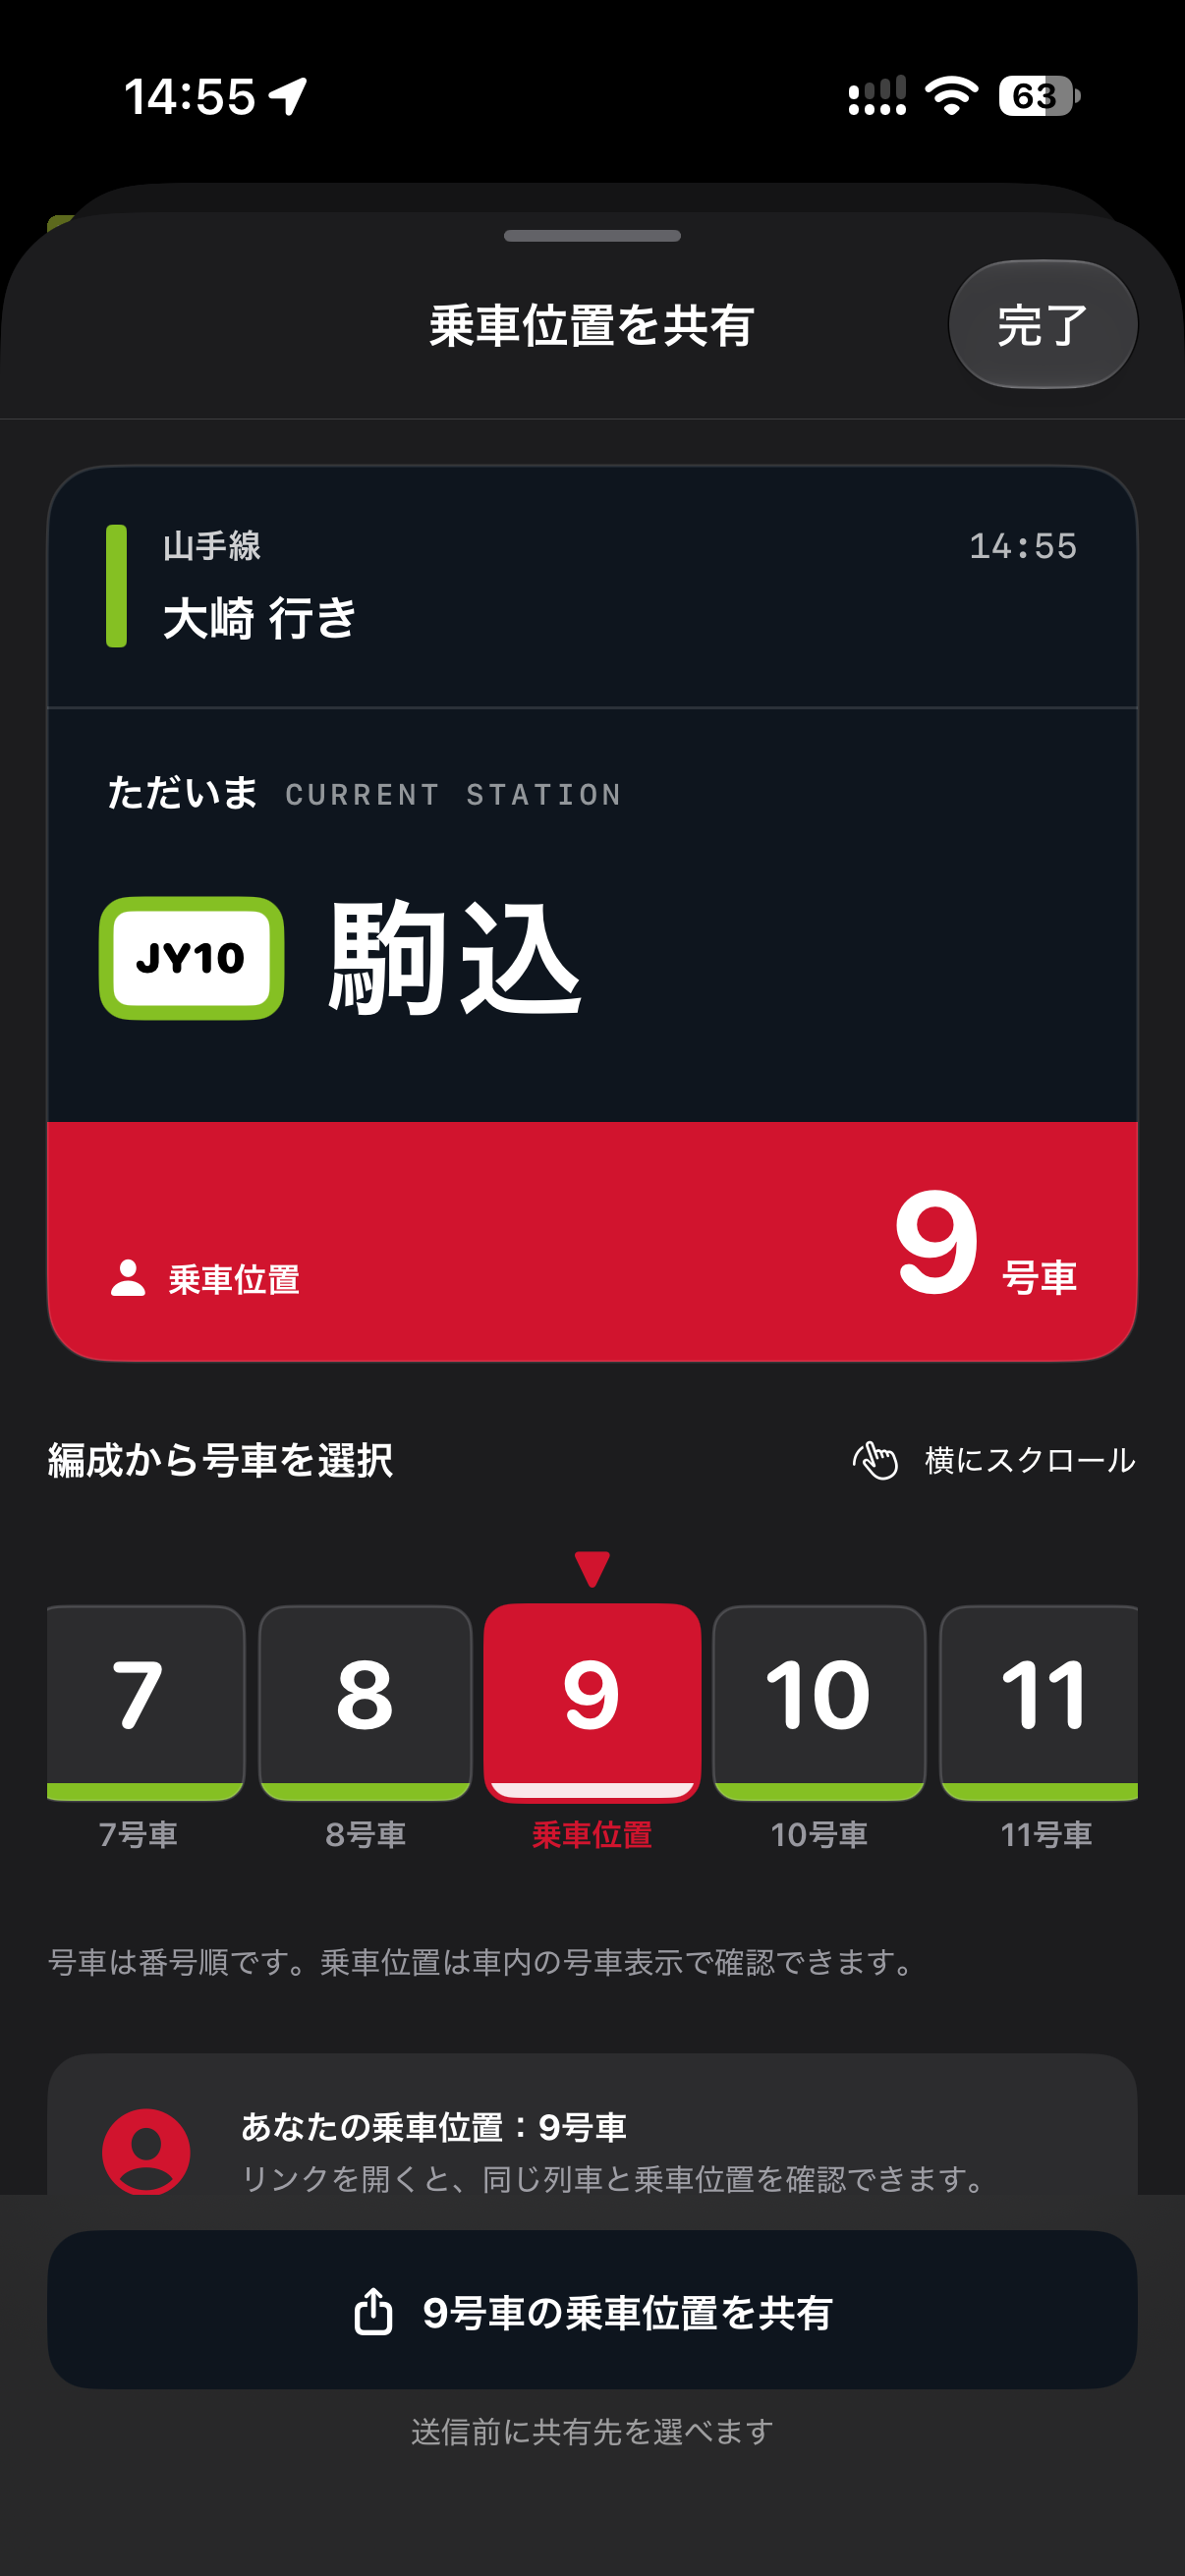 14:55
63
乗車位置を共有
完了
山手線
14:55
大崎 行き
ただいま CURRENT STATION
JY10 駒込
乗車位置 9 号車
編成から号車を選択
横にスクロール
7 8 9 10 11
7号車 8号車 乗車位置 10号車 11号車
号車は番号順です。乗車位置は車内の号車表示で確認できます。
あなたの乗車位置：9号車
リンクを開くと、同じ列車と乗車位置を確認できます。
9号車の乗車位置を共有
送信前に共有先を選べます